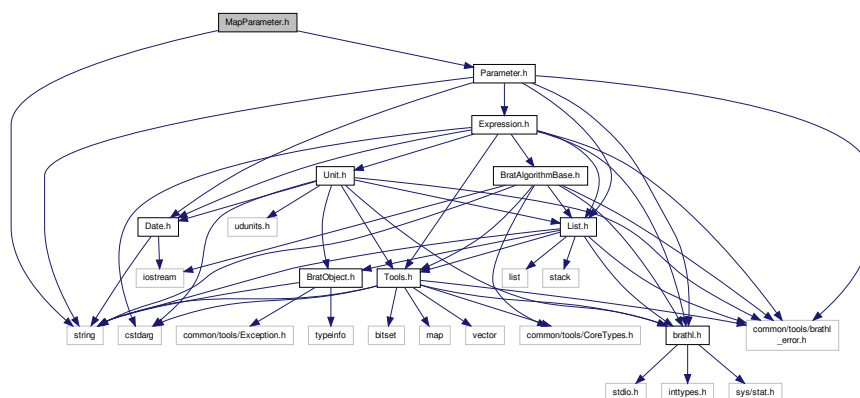 MapParameter.h
Parameter.h
Expression.h
Unit.h
BratAlgorithmBase.h
Date.h
udunits.h
List.h
iostream
BratObject.h
Tools.h
list
stack
string
cstdarg
common/tools/Exception.h
typeinfo
bitset
map
vector
common/tools/CoreTypes.h
brathl.h
common/tools/brathl
_error.h
stdio.h
inttypes.h
sys/stat.h